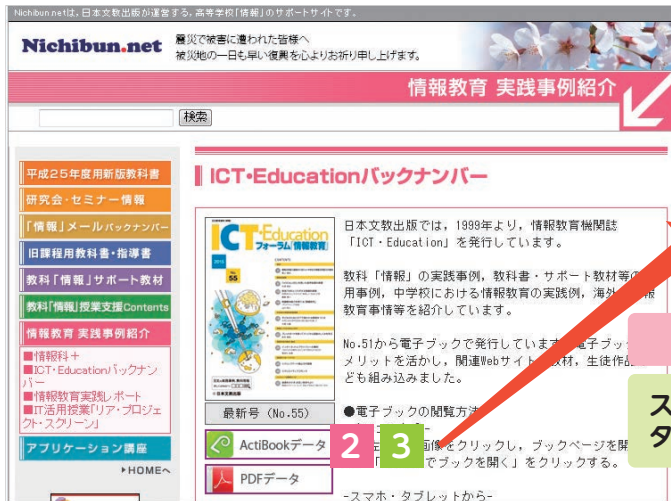 Nichibun.netは,日本文教出版が運営する,高等学校「情報」のサポートサイトです。
Nichibun.net
震災で被害に遭われた皆様へ
被災地の一日も早い復興を心よりお祈り申し上げます。
情報教育 実践事例紹介
検索
平成25年度用新版教科書
研究会・セミナー情報
「情報」メールバックナンバー
旧課程用教科書・指導書
教科「情報」サポート教材
教科「情報」授業支援Contents
情報教育 実践事例紹介
■情報科+
■ICT・Educationバックナン
バー
■情報教育実践レポート
■IT活用授業「リア・プロジェ
クト・スクリーン」
アプリケーション講座
▶HOMEへ
ICT・Educationバックナンバー
ICT・Education
フォーラム「情報教育」
2012
No.
55
最新号(No.55)
ActiBookデータ
PDFデータ
2 3
日本文教出版では,1999年より,情報教育機関誌
「ICT・Education」を発行しています。
教科「情報」の実践事例,教科書・サポート教材等の
用事例,中学校における情報教育の実践例,海外
教育事情等を紹介しています。
No.51から電子ブックで発行しています 電子ブッ
メリットを活かし,関連Webサイト 教材,生徒作品
ども組み込みました。
●電子ブックの閲覧方法
画像をクリックし,ブックページを開
でブックを開く」をクリックする。
-スマホ・タブレットから-
ス
タ